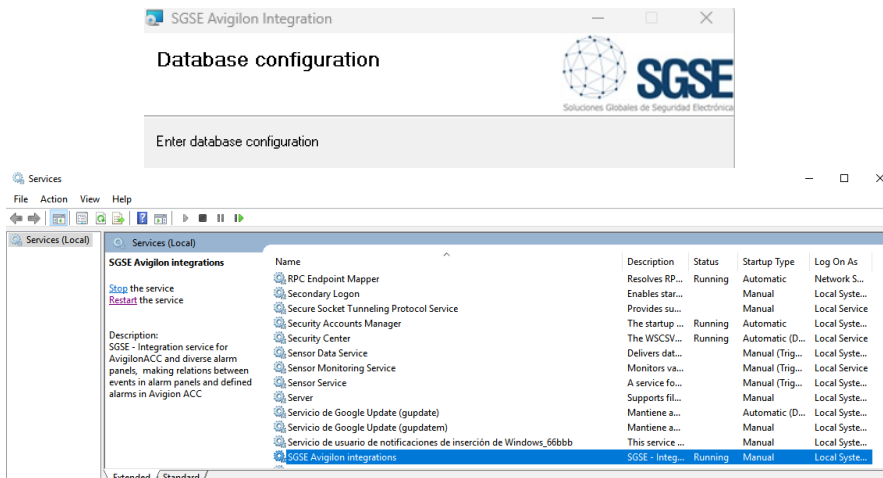 SGSE Avigilon Integration
Database configuration
SGSE
Soluciones Globales de Seguridad Electrónica
Enter database configuration
Services
File Action View Help
Services (Local)
Services (Local)
SGSE Avigilon integrations
Stop the service
Restart the service
Description:
SGSE - Integration service for
AvigilonACC and diverse alarm
panels, making relations between
events in alarm panels and defined
alarms in Avigion ACC
Name Description Status Startup Type Log On As
RPC Endpoint Mapper Resolves RP... Running Automatic Network S...
Secondary Logon Enables star... Manual Local Syste...
Secure Socket Tunneling Protocol Service Provides su... Manual Local Service
Security Accounts Manager The startup ... Running Automatic Local Syste...
Security Center The WSCSV... Running Automatic (D... Local Service
Sensor Data Service Delivers dat... Manual (Trig... Local Syste...
Sensor Monitoring Service Monitors va... Manual (Trig... Local Service
Sensor Service A service fo... Manual (Trig... Local Syste...
Server Supports fil... Manual Local Syste...
Servicio de Google Update (gupdate) Mantiene a... Automatic (D... Local Syste...
Servicio de Google Update (gupdatem) Mantiene a... Manual Local Syste...
Servicio de usuario de notificaciones de inserción de Windows_66bbb This service ... Manual Local Syste...
SGSE Avigilon integrations SGSE - Integ... Running Manual Local Syste...
Extended Standard